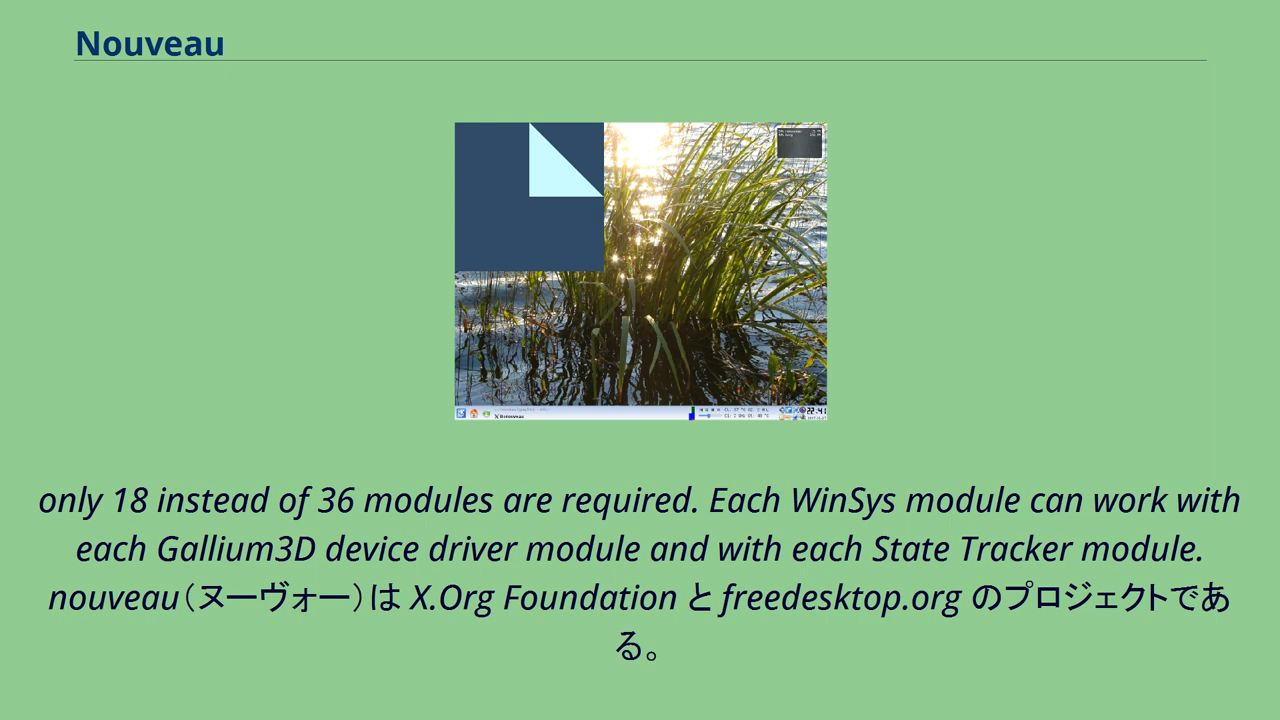 Nouveau
22:41
only 18 instead of 36 modules are required. Each WinSys module can work with
each Gallium3D device driver module and with each State Tracker module.
nouveau（ヌーヴォー）は X.Org Foundation と freedesktop.org のプロジェクトであ
る。